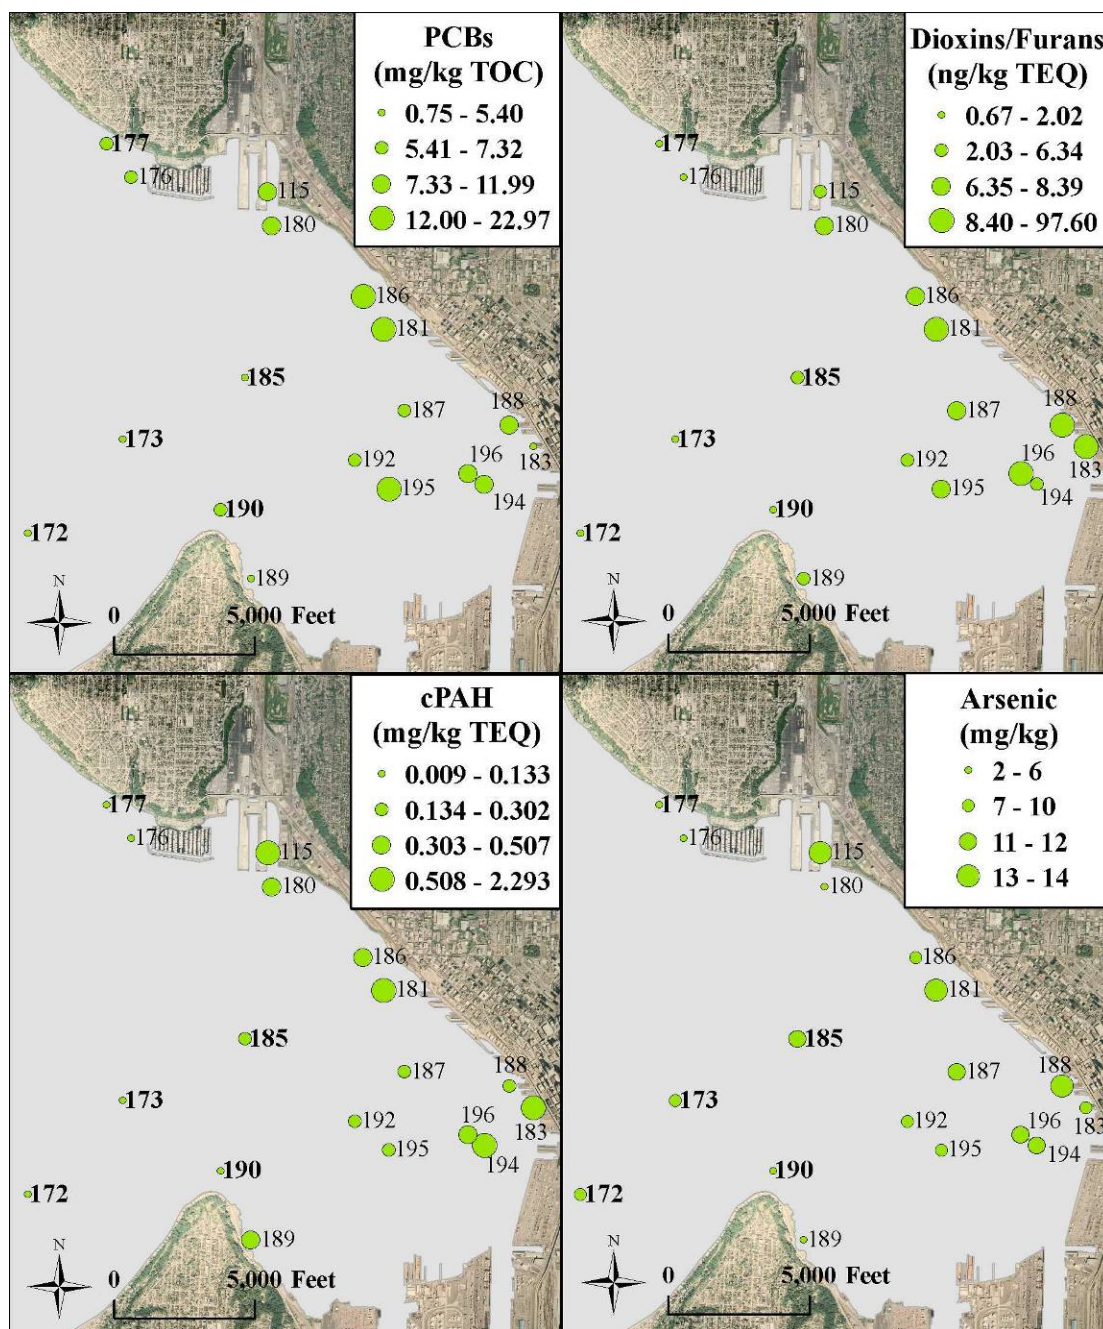 PCBs
(mg/kg TOC)
0.75 - 5.40
5.41 - 7.32
7.33 - 11.99
12.00 - 22.97
177
176
115
180
186
181
185
187
188
173
183
196
192
195
194
190
172
189
N
0
5,000 Feet
Dioxins/Furans
(ng/kg TEQ)
0.67 - 2.02
2.03 - 6.34
6.35 - 8.39
8.40 - 97.60
177
176
115
180
186
181
185
187
188
173
183
196
192
195
194
190
172
189
N
0
5,000 Feet
cPAH
(mg/kg TEQ)
0.009 - 0.133
0.134 - 0.302
0.303 - 0.507
0.508 - 2.293
177
176
115
180
186
181
185
187
188
173
183
196
192
195
194
190
172
189
N
0
5,000 Feet
Arsenic
(mg/kg)
2 - 6
7 - 10
11 - 12
13 - 14
177
176
115
180
186
181
185
187
188
173
183
196
192
195
194
190
172
189
N
0
5,000 Feet